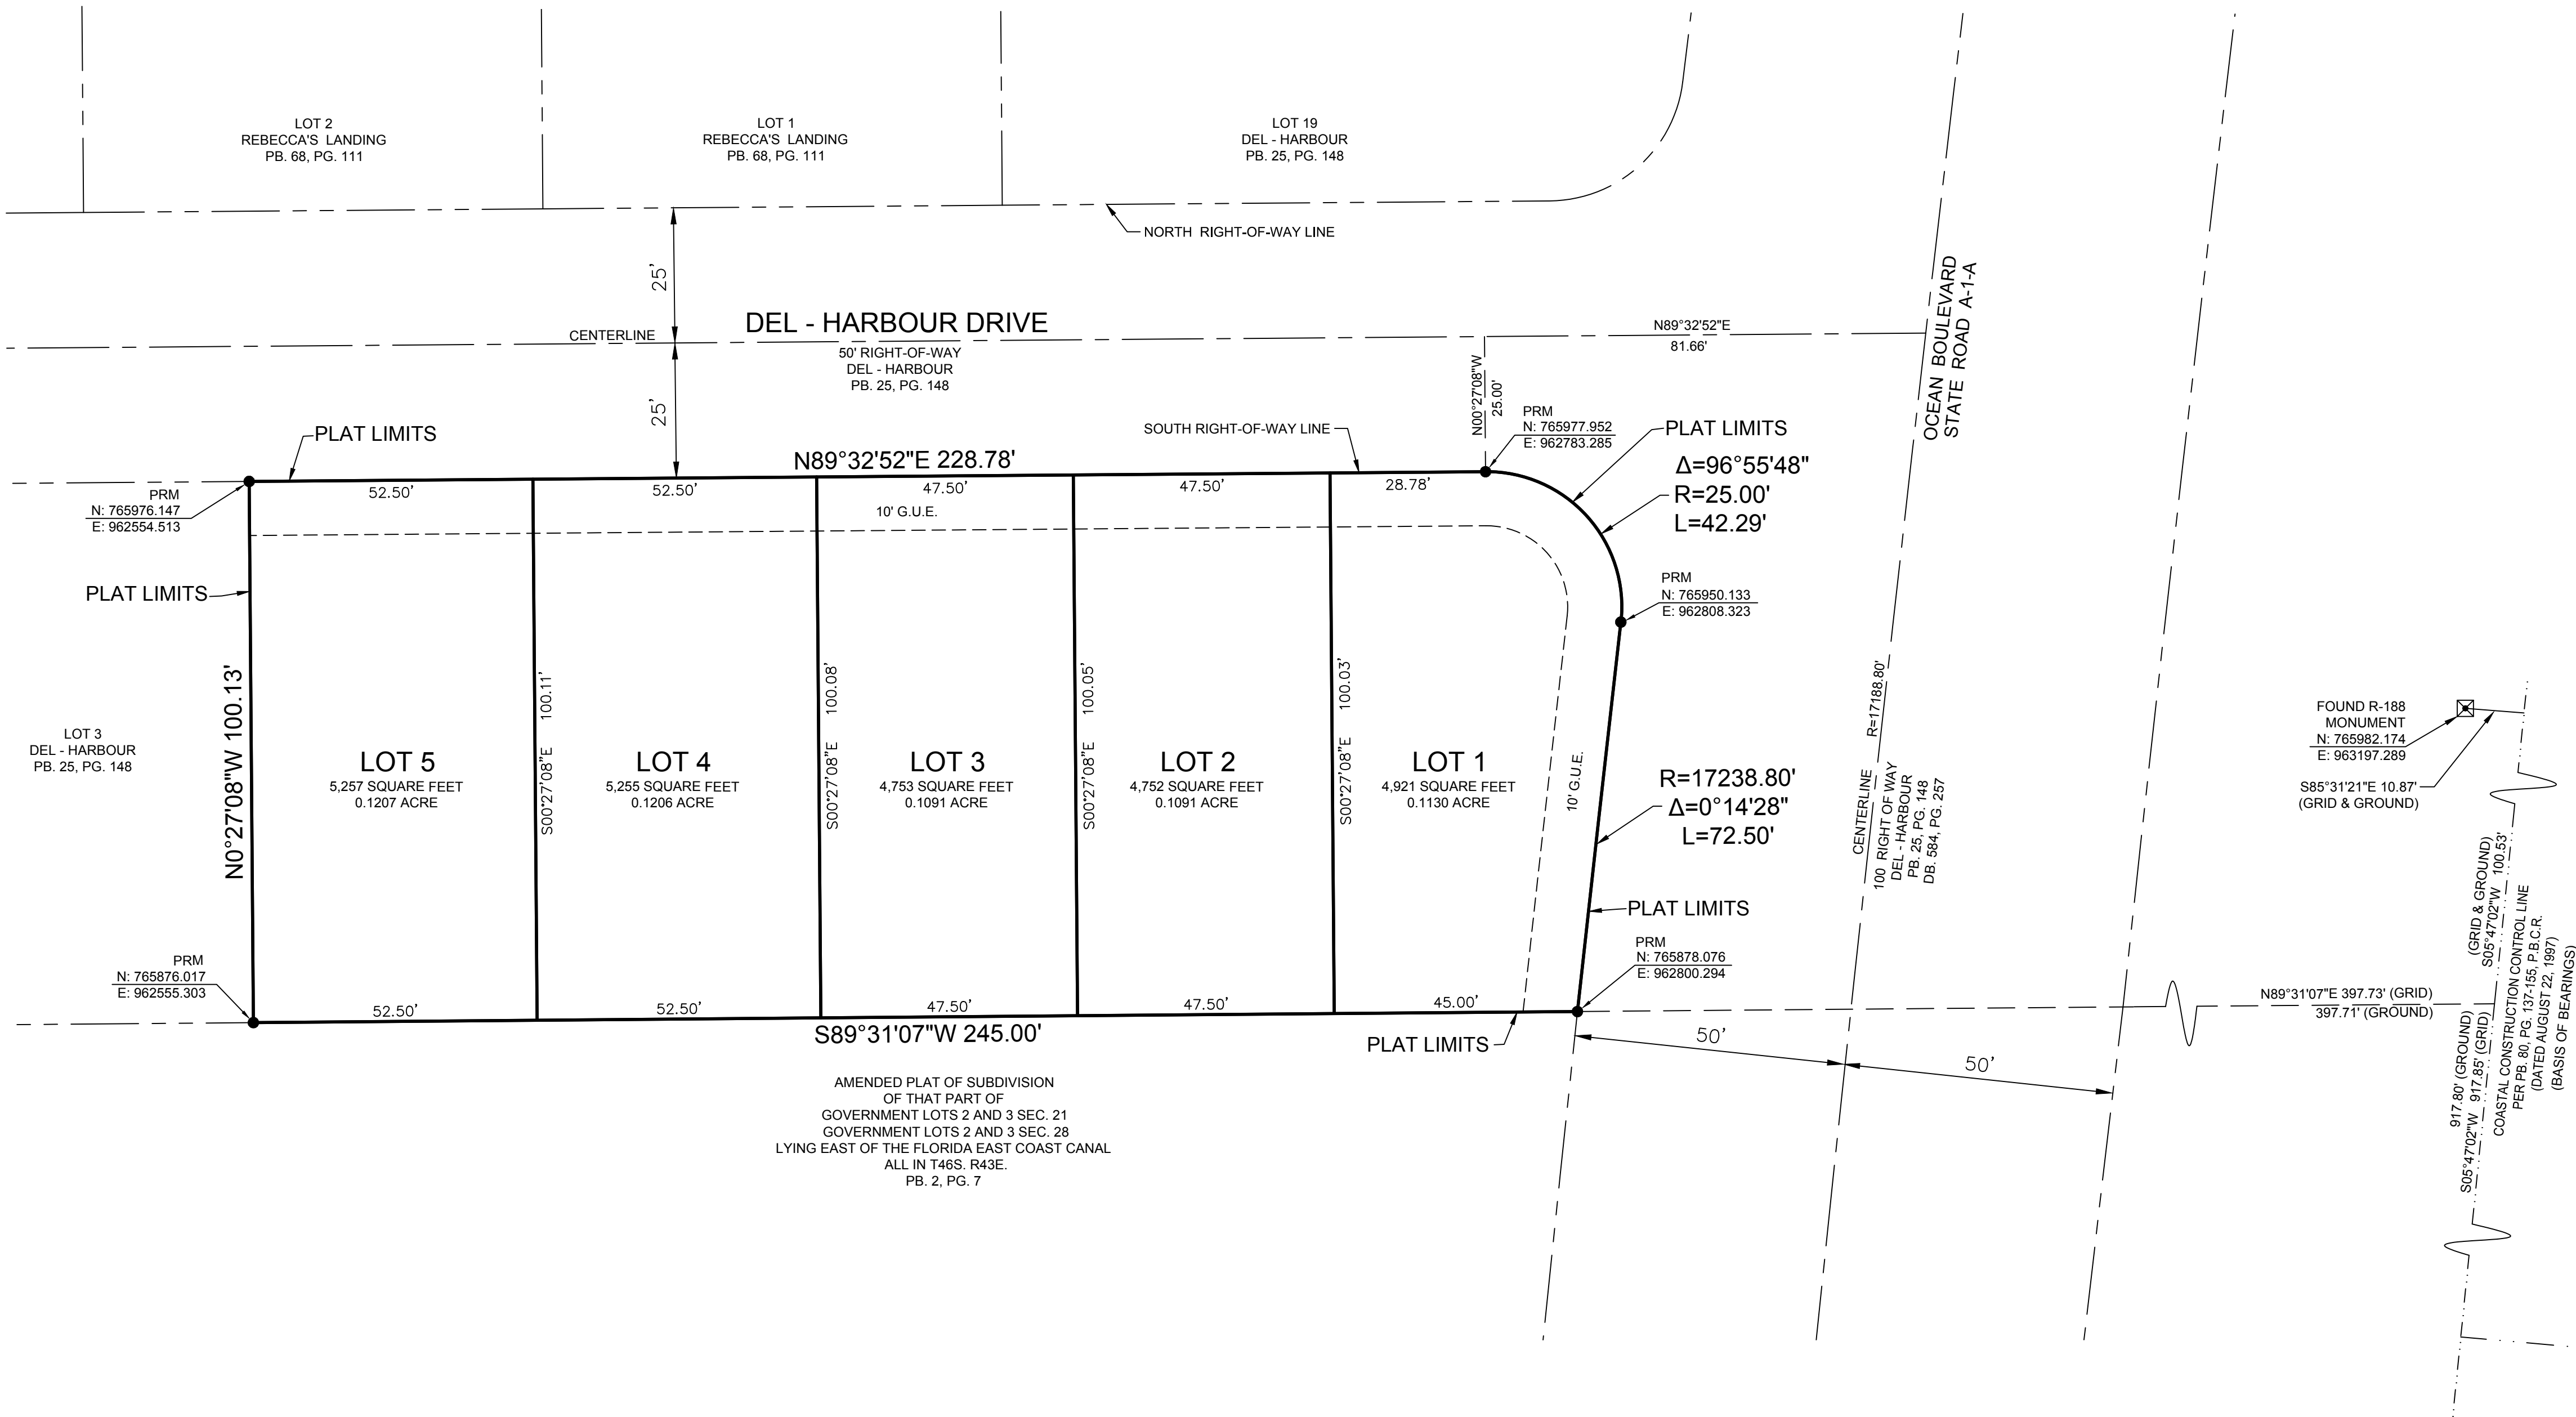 LOT 2
REBECCA'S LANDING
PB. 68, PG. 111
LOT 1
REBECCA'S LANDING
PB. 68, PG. 111
LOT 19
DEL - HARBOUR
PB. 25, PG. 148
NORTH RIGHT-OF-WAY LINE
25'
25'
CENTERLINE
DEL - HARBOUR DRIVE
50' RIGHT-OF-WAY
DEL - HARBOUR
PB. 25, PG. 148
N89°32'52"E
81.66'
OCEAN BOULEVARD
STATE ROAD A-1-A
N00°27'08"W
25.00'
PRM
N: 765977.952
E: 962783.285
PLAT LIMITS
SOUTH RIGHT-OF-WAY LINE
PLAT LIMITS
N89°32'52"E 228.78'
Δ=96°55'48"
R=25.00'
L=42.29'
PRM
N: 765976.147
E: 962554.513
52.50'
52.50'
47.50'
47.50'
28.78'
10' G.U.E.
PLAT LIMITS
PRM
N: 765950.133
E: 962808.323
N0°27'08"W 100.13'
S00°27'08"E 100.11'
S00°27'08"E 100.08'
S00°27'08"E 100.05'
S00°27'08"E 100.03'
LOT 3
DEL - HARBOUR
PB. 25, PG. 148
LOT 5
5,257 SQUARE FEET
0.1207 ACRE
LOT 4
5,255 SQUARE FEET
0.1206 ACRE
LOT 3
4,753 SQUARE FEET
0.1091 ACRE
LOT 2
4,752 SQUARE FEET
0.1091 ACRE
LOT 1
4,921 SQUARE FEET
0.1130 ACRE
10' G.U.E.
R=17238.80'
Δ=0°14'28"
L=72.50'
CENTERLINE R=17188.80'
100 RIGHT OF WAY
DEL - HARBOUR
PB. 25, PG. 148
DB. 584, PG. 257
FOUND R-188
MONUMENT
N: 765982.174
E: 963197.289
S85°31'21"E 10.87'
(GRID & GROUND)
PLAT LIMITS
PRM
N: 765878.076
E: 962800.294
PRM
N: 765876.017
E: 962555.303
52.50'
52.50'
47.50'
47.50'
45.00'
S89°31'07"W 245.00'
PLAT LIMITS
50'
50'
N89°31'07"E 397.73' (GRID)
397.71' (GROUND)
(GRID & GROUND)
S05°47'02"W 100.53'
917.80' (GROUND)
S05°47'02"W 917.85' (GRID)
COASTAL CONSTRUCTION CONTROL LINE
PER PB. 80, PG. 137-155, P.B.C.R.
(DATED AUGUST 22, 1997)
(BASIS OF BEARINGS)
AMENDED PLAT OF SUBDIVISION
OF THAT PART OF
GOVERNMENT LOTS 2 AND 3 SEC. 21
GOVERNMENT LOTS 2 AND 3 SEC. 28
LYING EAST OF THE FLORIDA EAST COAST CANAL
ALL IN T46S. R43E.
PB. 2, PG. 7